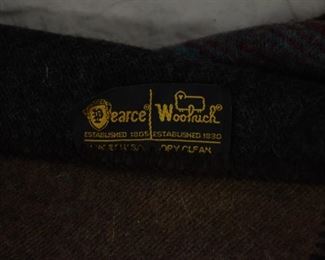 Pearce® Woolrich®
ESTABLISHED 1805 ESTABLISHED 1830
DRY CLEAN